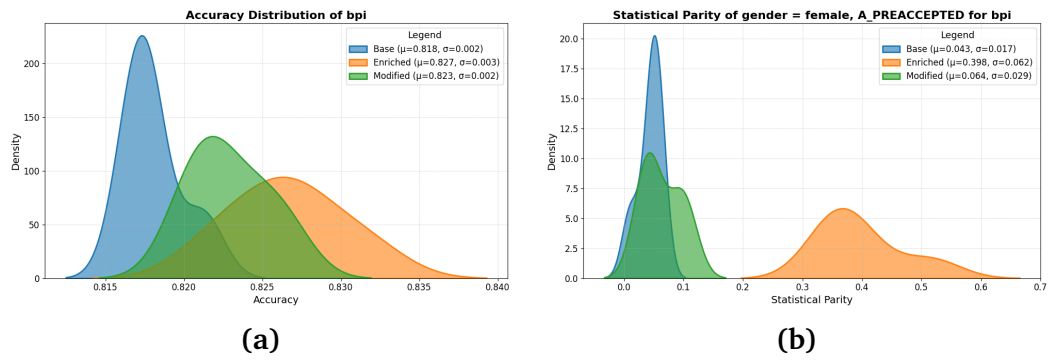 Accuracy Distribution of bpi
Legend
Base (μ=0.818, σ=0.002)
Enriched (μ=0.827, σ=0.003)
Modified (μ=0.823, σ=0.002)
Density
200
150
100
50
0
0.815 0.820 0.825 0.830 0.835 0.840
Accuracy
(a)
Statistical Parity of gender = female, A_PREACCEPTED for bpi
Legend
Base (μ=0.043, σ=0.017)
Enriched (μ=0.398, σ=0.062)
Modified (μ=0.064, σ=0.029)
Density
20.0
17.5
15.0
12.5
10.0
7.5
5.0
2.5
0.0
0.0 0.1 0.2 0.3 0.4 0.5 0.6 0.7
Statistical Parity
(b)